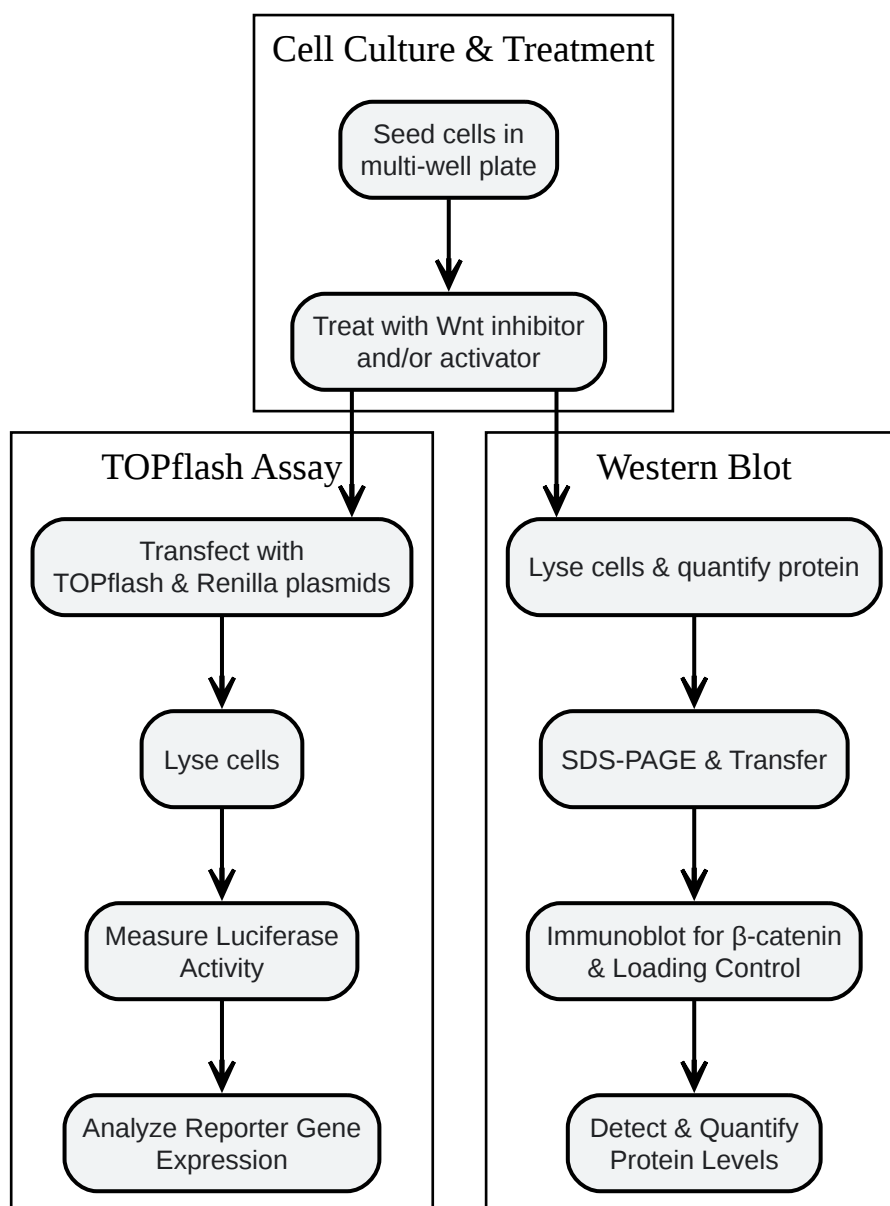 Cell Culture & Treatment
Seed cells in
multi-well plate
Treat with Wnt inhibitor
and/or activator
TOPflash Assay
Transfect with
TOPflash & Renilla plasmids
Lyse cells
Measure Luciferase
Activity
Analyze Reporter Gene
Expression
Western Blot
Lyse cells & quantify protein
SDS-PAGE & Transfer
Immunoblot for β-catenin
& Loading Control
Detect & Quantify
Protein Levels